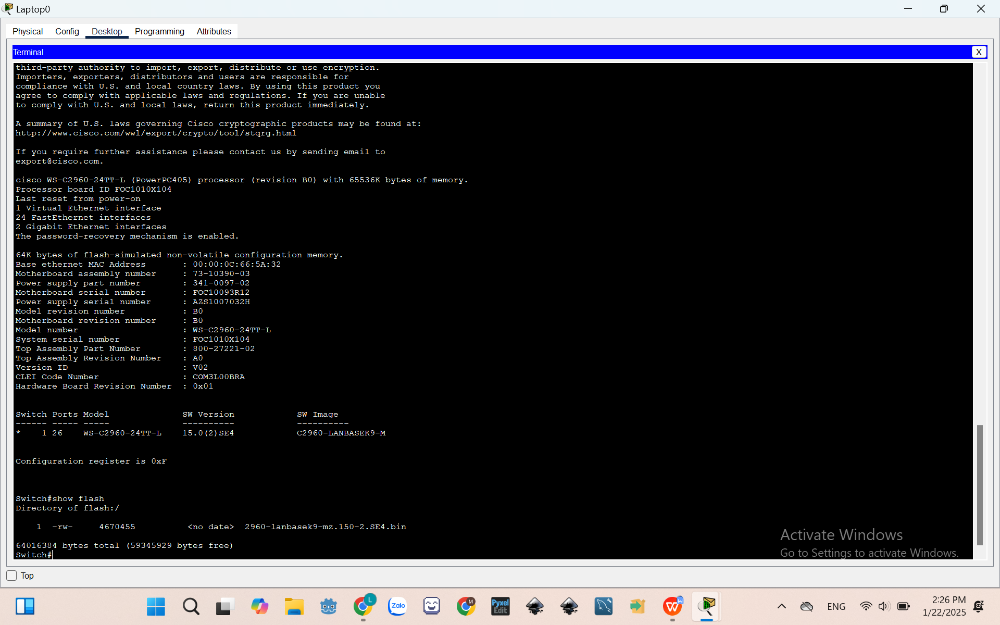 Laptop0
Physical Config Desktop Programming Attributes
Terminal X
third-party authority to import, export, distribute or use encryption.
Importers, exporters, distributors and users are responsible for
compliance with U.S. and local country laws. By using this product you
agree to comply with applicable laws and regulations. If you are unable
to comply with U.S. and local laws, return this product immediately.
A summary of U.S. laws governing Cisco cryptographic products may be found at:
http://www.cisco.com/wwl/export/crypto/tool/stqrg.html
If you require further assistance please contact us by sending email to
export@cisco.com.
cisco WS-C2960-24TT-L (PowerPC405) processor (revision B0) with 65536K bytes of memory.
Processor board ID FOC1010X104
Last reset from power-on
1 Virtual Ethernet interface
24 FastEthernet interfaces
2 Gigabit Ethernet interfaces
The password-recovery mechanism is enabled.
64K bytes of flash-simulated non-volatile configuration memory.
Base ethernet MAC Address : 00:00:0C:66:5A:32
Motherboard assembly number : 73-10390-03
Power supply part number : 341-0097-02
Motherboard serial number : FOC10093R12
Power supply serial number : AZS1007032H
Model revision number : B0
Motherboard revision number : B0
Model number : WS-C2960-24TT-L
System serial number : FOC1010X104
Top Assembly Part Number : 800-27221-02
Top Assembly Revision Number : A0
Version ID : V02
CLEI Code Number : COM3L00BRA
Hardware Board Revision Number : 0x01
Switch Ports Model SW Version SW Image
------ ----- ----- ---------- ----------
* 1 26 WS-C2960-24TT-L 15.0(2)SE4 C2960-LANBASEK9-M
Configuration register is 0xF
Switch#show flash
Directory of flash:/
1 -rw- 4670455 <no date> 2960-lanbasek9-mz.150-2.SE4.bin
64016384 bytes total (59345929 bytes free)
Switch#
Activate Windows
Go to Settings to activate Windows.
Top
L
Zalo
M
Pyxel
Edit
W
ENG
2:26 PM
1/22/2025